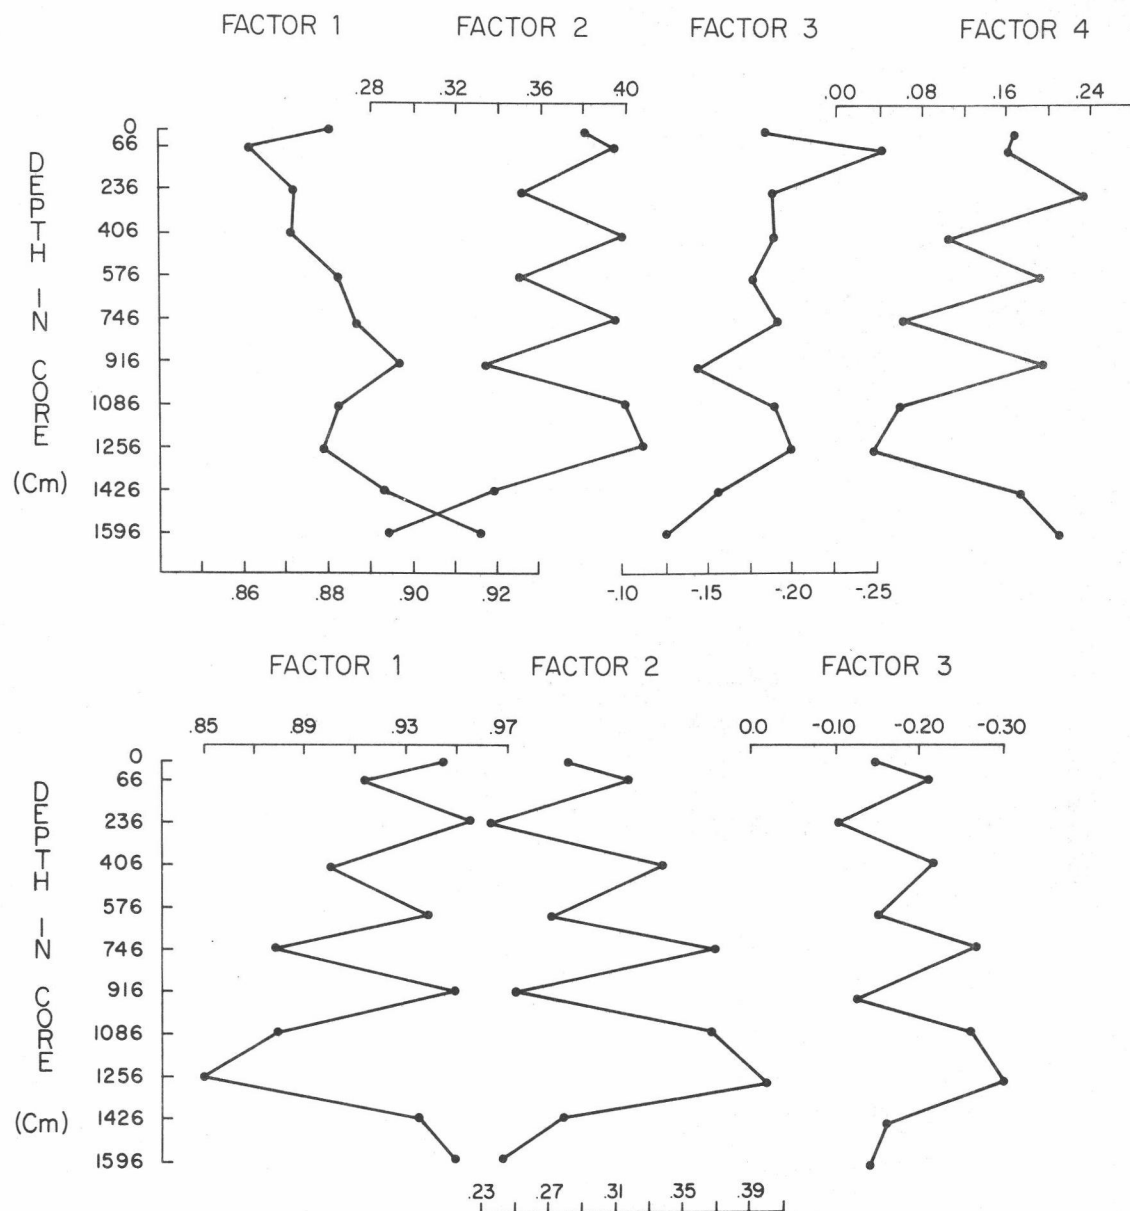 FACTOR 1 FACTOR 2 FACTOR 3 FACTOR 4
.28 .32 .36 .40 .00 .08 .16 .24
0
66
236
406
576
746
916
1086
1256
1426
1596
DEPTH IN CORE
(Cm)
.86 .88 .90 .92 -.10 -.15 -.20 -.25
FACTOR 1 FACTOR 2 FACTOR 3
.85 .89 .93 .97 0.0 -0.10 -0.20 -0.30
0
66
236
406
576
746
916
1086
1256
1426
1596
DEPTH IN CORE
(Cm)
.23 .27 .31 .35 .39